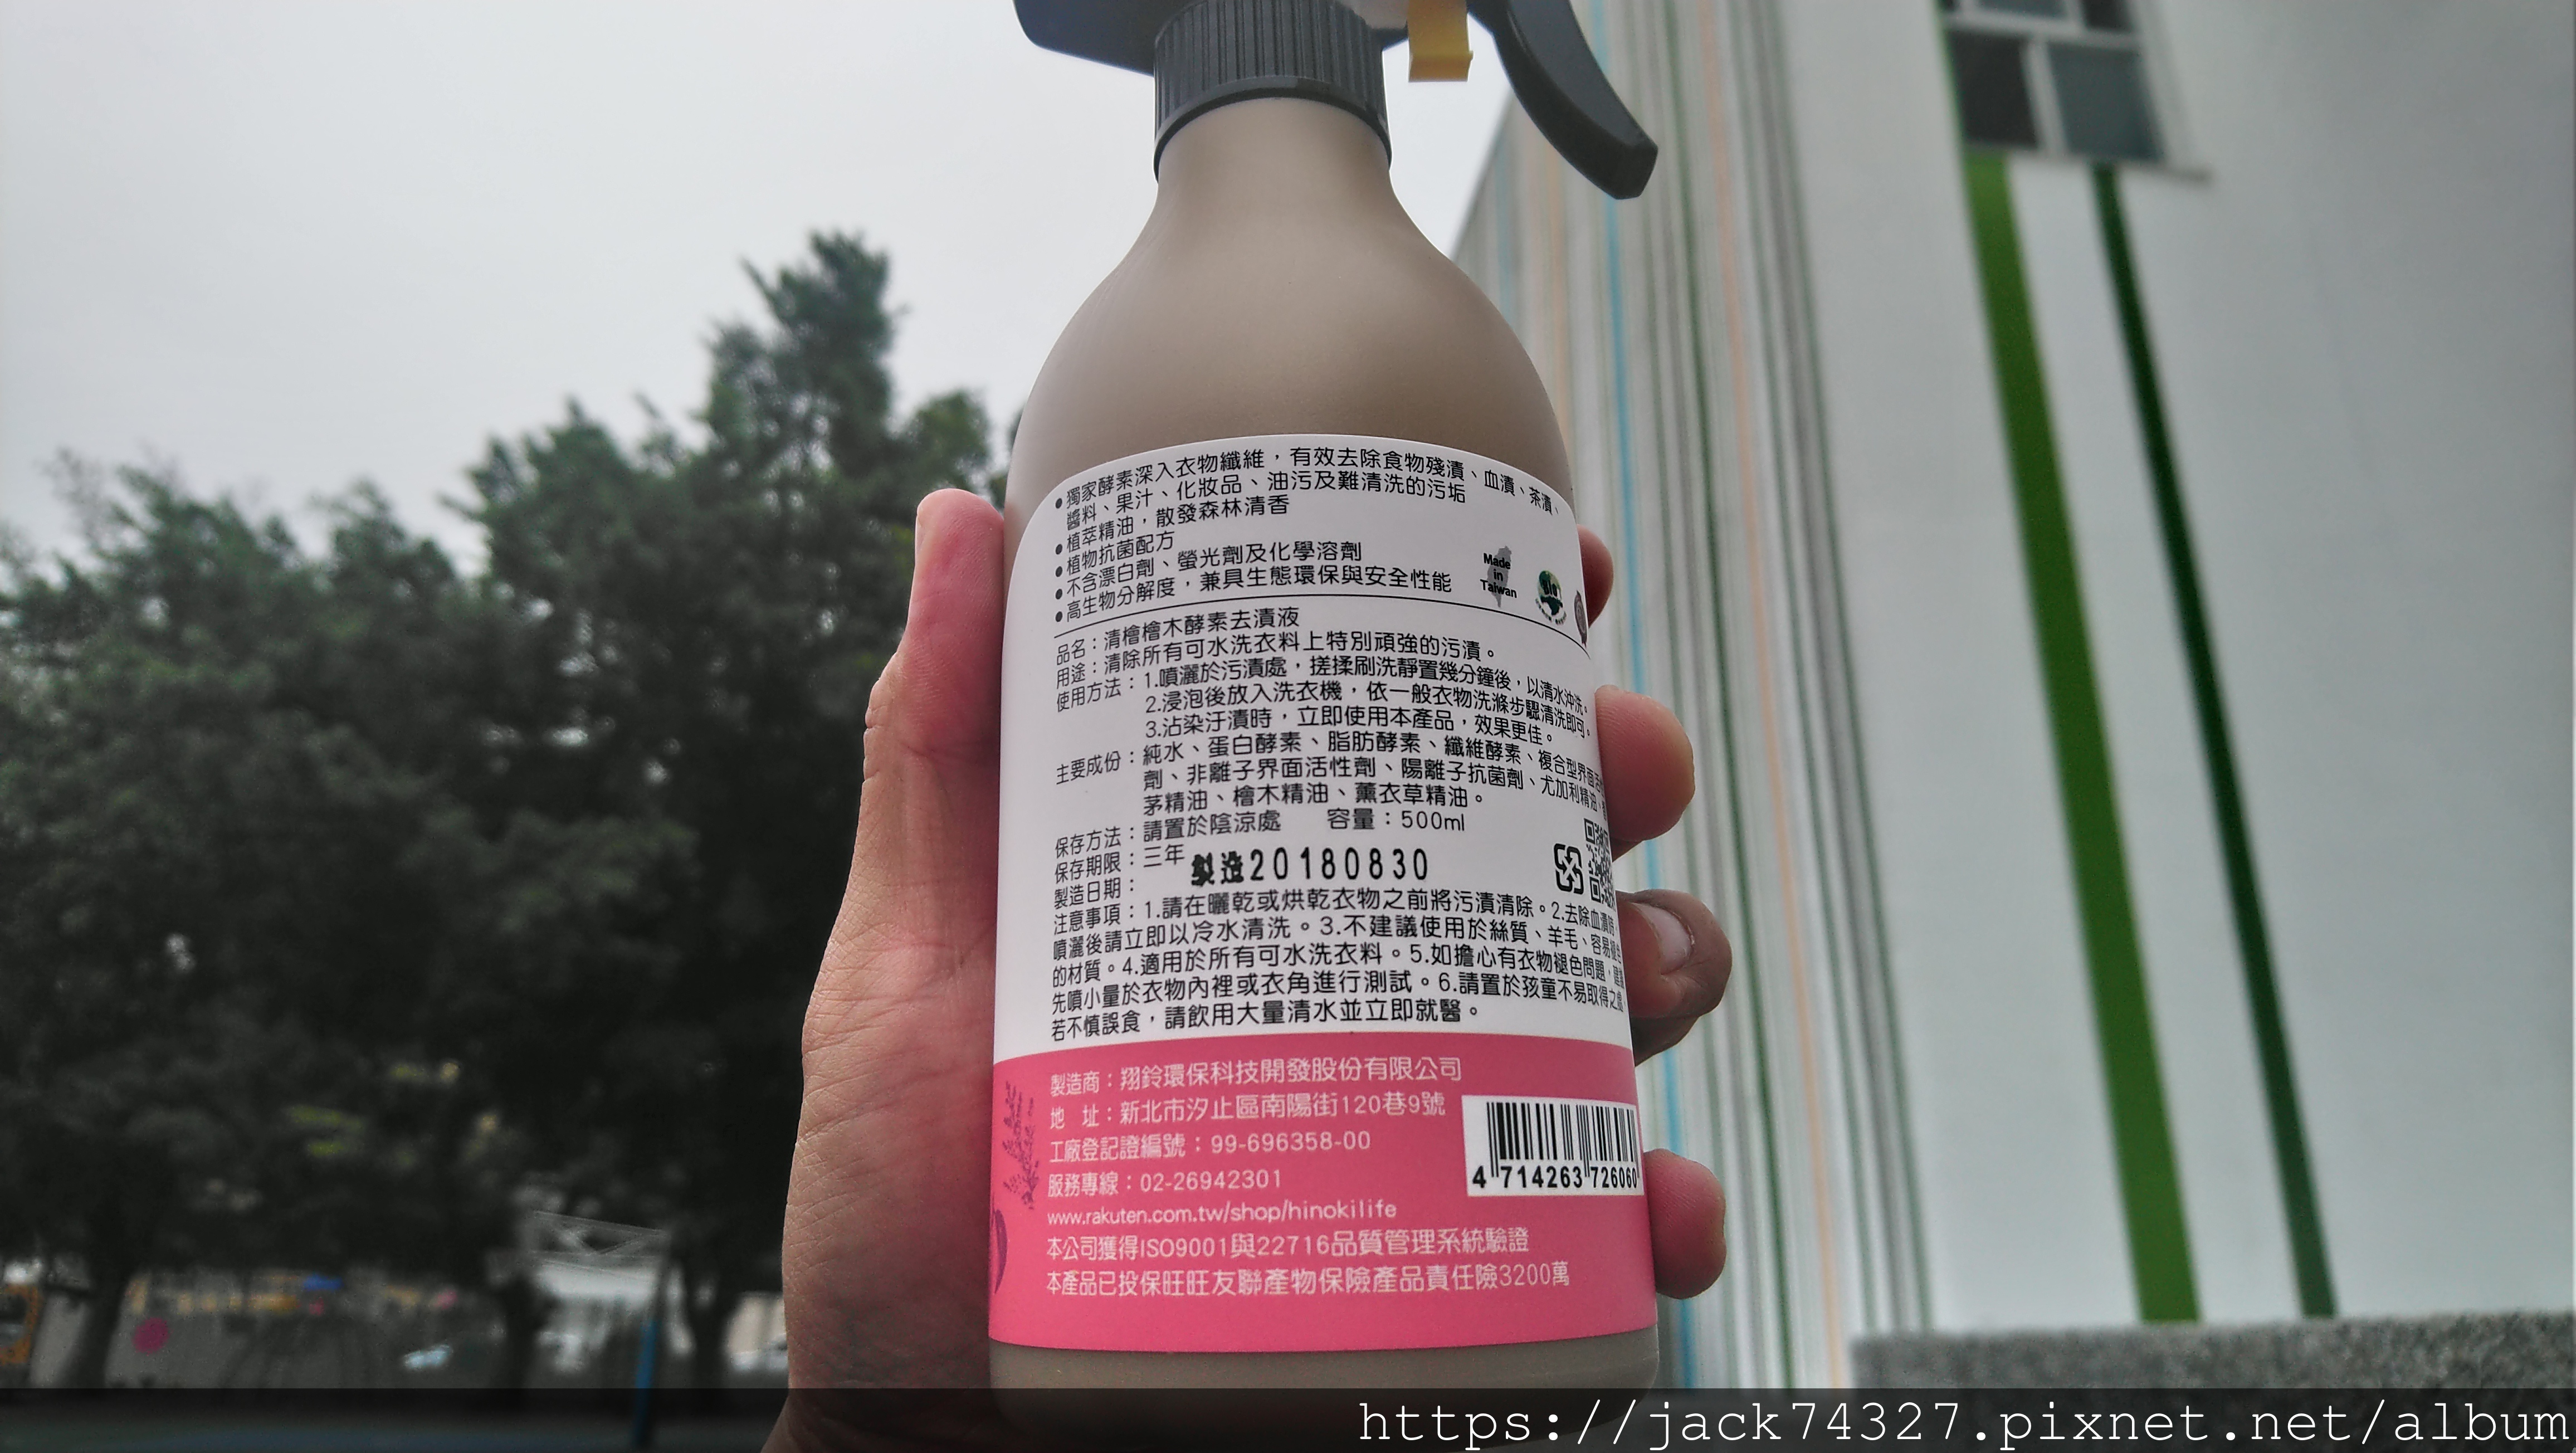 ●獨家酵素深入衣物纖維，有效去除食物殘漬、血漬、茶漬、
醬料、果汁、化妝品、油污及難清洗的污垢
●植萃精油，散發森林清香
●植物抗菌配方
●不含漂白劑、螢光劑及化學溶劑
●高生物分解度，兼具生態環保與安全性能
Made
in
Taiwan
品名：清檜檜木酵素去漬液
用途：清除所有可水洗衣料上特別頑強的污漬。
使用方法：1.噴灑於污漬處，搓揉刷洗靜置幾分鐘後，以清水沖洗。
2.浸泡後放入洗衣機，依一般衣物洗滌步驟清洗即可。
3.沾染汙漬時，立即使用本產品，效果更佳。
主要成份：純水、蛋白酵素、脂肪酵素、纖維酵素、複合型界面活
劑、非離子界面活性劑、陽離子抗菌劑、尤加利精油、
茅精油、檜木精油、薰衣草精油。
保存方法：請置於陰涼處 容量：500ml
保存期限：三年
製造日期： 製造20180830
注意事項：1.請在曬乾或烘乾衣物之前將污漬清除。2.去除血漬時，
噴灑後請立即以冷水清洗。3.不建議使用於絲質、羊毛、容易褪色
的材質。4.適用於所有可水洗衣料。5.如擔心有衣物褪色問題，建議
先噴小量於衣物內裡或衣角進行測試。6.請置於孩童不易取得之處，
若不慎誤食，請飲用大量清水並立即就醫。
製造商：翔鈴環保科技開發股份有限公司
地 址：新北市汐止區南陽街120巷9號
工廠登記證編號：99-696358-00
服務專線：02-26942301
www.rakuten.com.tw/shop/hinokilife
本公司獲得ISO9001與22716品質管理系統驗證
本產品已投保旺旺友聯產物保險產品責任險3200萬
4 714263 726060
https://jack74327.pixnet.net/album